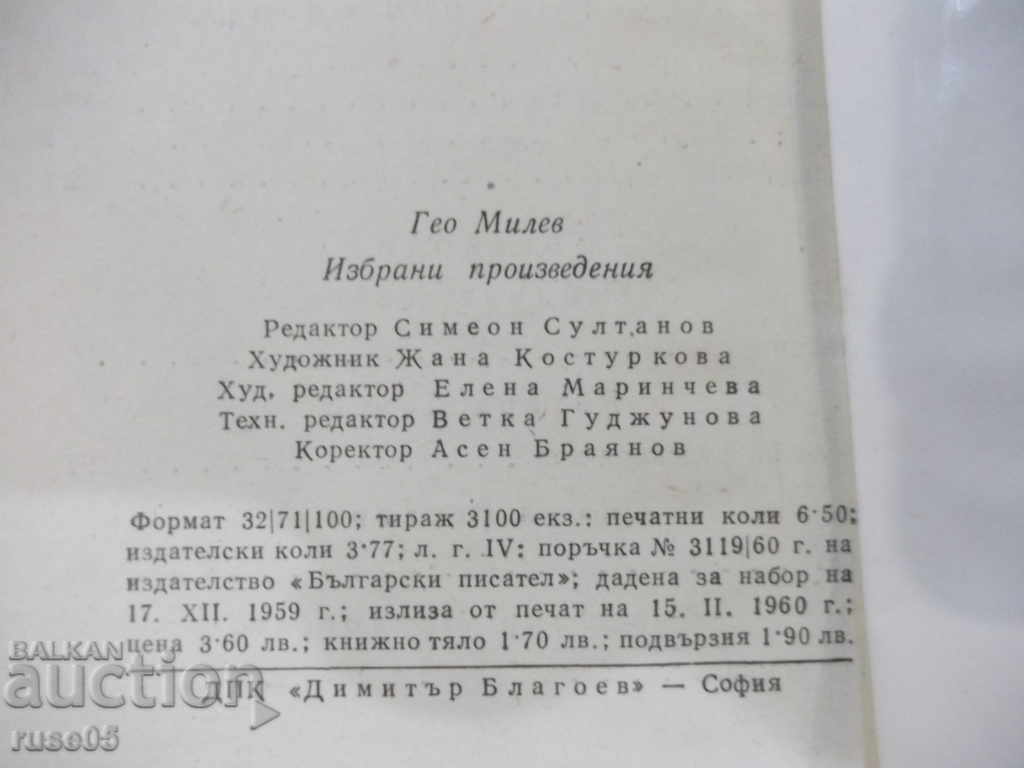 Гео Милев
Избрани произведения
Редактор Симеон Султанов
Художник Жана Костуркова
Худ. редактор Елена Маринчева
Техн. редактор Ветка Гуджунова
Коректор Асен Браянов
Формат 32|71|100; тираж 3100 екз.: печатни коли 6·50;
издателски коли 3·77; л. г. IV: поръчка № 3119|60 г. на
издателство «Български писател»; дадена за набор на
17. XII. 1959 г.; излиза от печат на 15. II. 1960 г.;
цена 3·60 лв.; книжно тяло 1·70 лв.; подвързия 1·90 лв.
ДПК «Димитър Благоев» — София
BALKAN
auction
ruse05